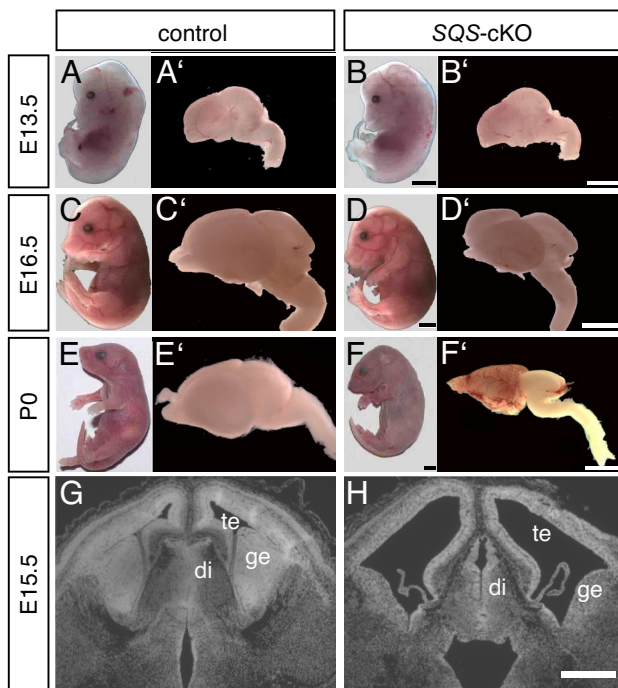 control
SQS-cKO
E13.5
A
A‘
B
B‘
E16.5
C
C‘
D
D‘
P0
E
E‘
F
F‘
E15.5
G
te
ge
di
H
te
di
ge